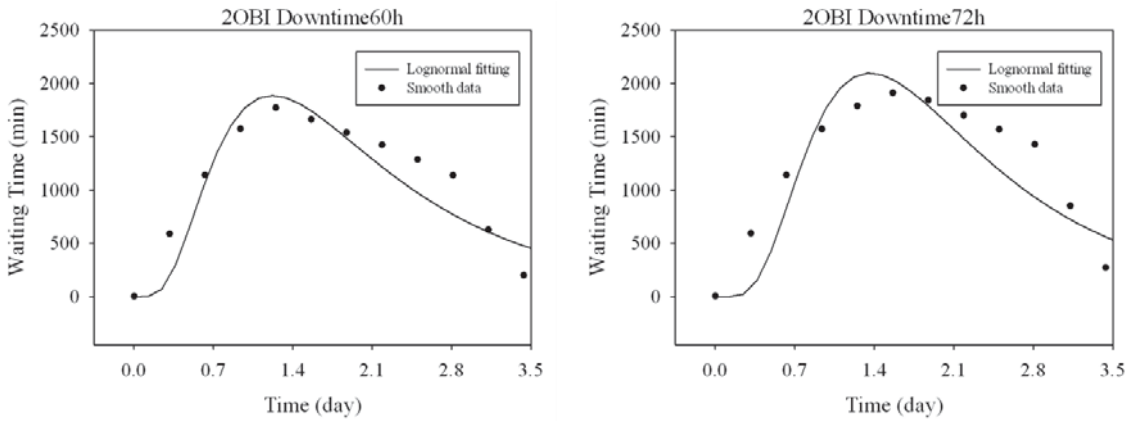 2OBI Downtime60h
2500
2000
1500
1000
500
0
Waiting Time (min)
Lognormal fitting
Smooth data
0.0 0.7 1.4 2.1 2.8 3.5
Time (day)
2OBI Downtime72h
2500
2000
1500
1000
500
0
Waiting Time (min)
Lognormal fitting
Smooth data
0.0 0.7 1.4 2.1 2.8 3.5
Time (day)